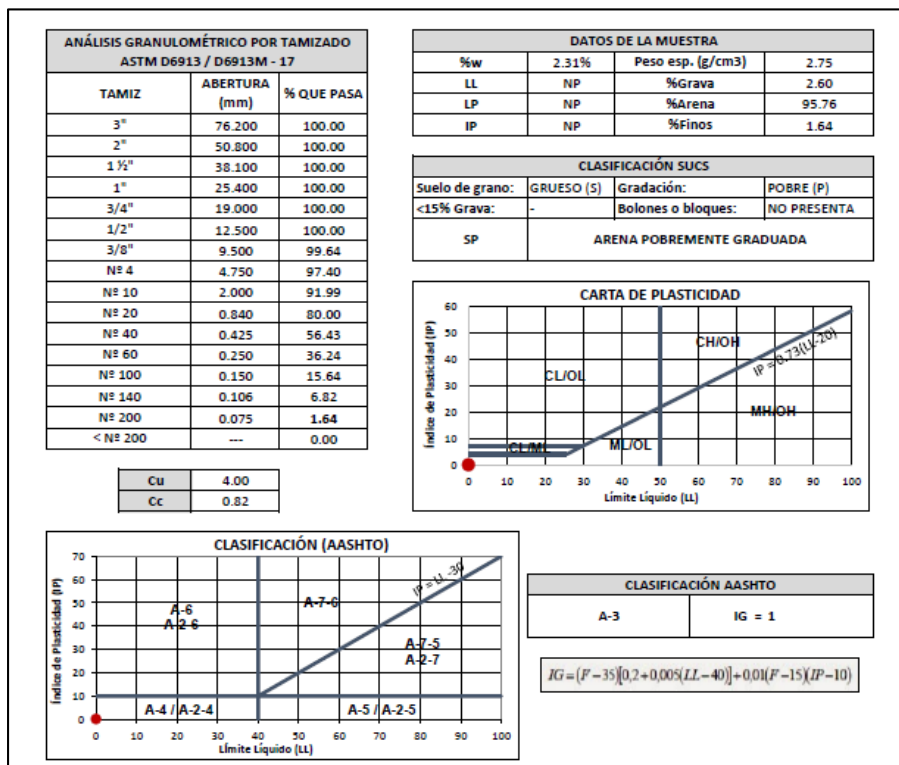 ANÁLISIS GRANULOMÉTRICO POR TAMIZADO
ASTM D6913 / D6913M - 17
TAMIZ ABERTURA (mm) % QUE PASA
3" 76.200 100.00
2" 50.800 100.00
1 ½" 38.100 100.00
1" 25.400 100.00
3/4" 19.000 100.00
1/2" 12.500 100.00
3/8" 9.500 99.64
Nº 4 4.750 97.40
Nº 10 2.000 91.99
Nº 20 0.840 80.00
Nº 40 0.425 56.43
Nº 60 0.250 36.24
Nº 100 0.150 15.64
Nº 140 0.106 6.82
Nº 200 0.075 1.64
< Nº 200 --- 0.00
Cu 4.00
Cc 0.82
DATOS DE LA MUESTRA
%w 2.31% Peso esp. (g/cm3) 2.75
LL NP %Grava 2.60
LP NP %Arena 95.76
IP NP %Finos 1.64
CLASIFICACIÓN SUCS
Suelo de grano: GRUESO (S) Gradación: POBRE (P)
<15% Grava: - Bolones o bloques: NO PRESENTA
SP ARENA POBREMENTE GRADUADA
CARTA DE PLASTICIDAD
Índice de Plasticidad (IP)
60
50
40
30
20
10
0
CH/OH
IP = 0.73(LL-20)
CL/OL
MH/OH
CL/ML
ML/OL
0 10 20 30 40 50 60 70 80 90 100
Límite Líquido (LL)
CLASIFICACIÓN (AASHTO)
Índice de Plasticidad (IP)
70
60
50
40
30
20
10
0
IP = LL -30
A-7-6
A-6
A-2-6
A-7-5
A-2-7
A-4 / A-2-4
A-5 / A-2-5
0 10 20 30 40 50 60 70 80 90 100
Límite Líquido (LL)
CLASIFICACIÓN AASHTO
A-3 IG = 1
IG = (F-35)[0,2+0,005(LL-40)]+0,01(F-15)(IP-10)